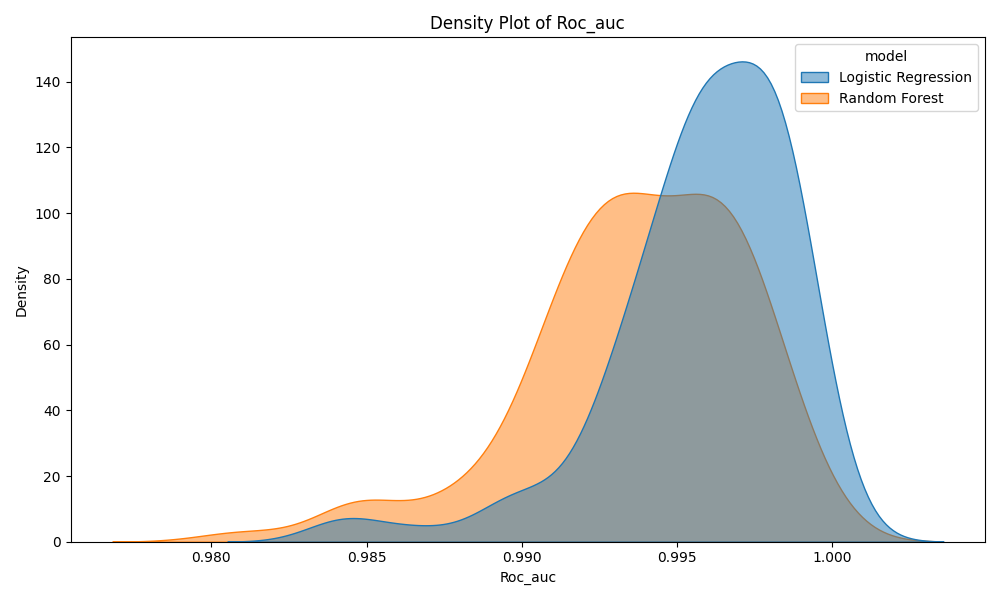 Density Plot of Roc_auc
model
Logistic Regression
Random Forest
Density
140
120
100
80
60
40
20
0
0.980 0.985 0.990 0.995 1.000
Roc_auc